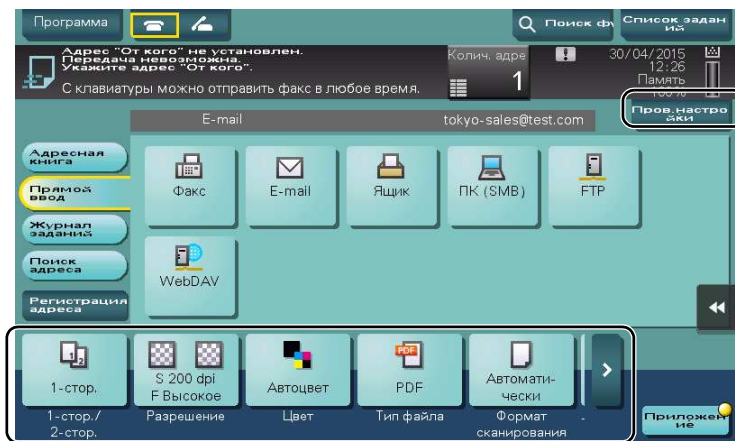 Программа
Поиск фу
Список задан
ий
Адрес "От кого" не установлен.
Передача невозможна.
Укажите адрес "От кого".
С клавиатуры можно отправить факс в любое время.
Колич. адре
1
30/04/2015
12:26
Память
100%
Пров.настро
йки
E-mail
tokyo-sales@test.com
Адресная
книга
Прямой
ввод
Журнал
заданий
Поиск
адреса
Регистрация
адреса
Факс
E-mail
Ящик
ПК (SMB)
FTP
WebDAV
1-стор.
S 200 dpi
F Высокое
Автоцвет
PDF
PDF
Автомати-
чески
1-стор./
2-стор.
Разрешение
Цвет
Тип файла
Формат
сканирования
Приложен
ие